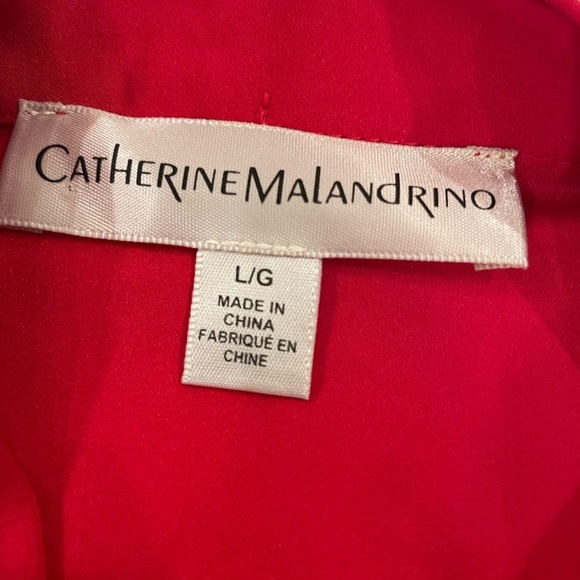 CATHERINE MALANDRINO
L/G
MADE IN
CHINA
FABRIQUÉ EN
CHINE